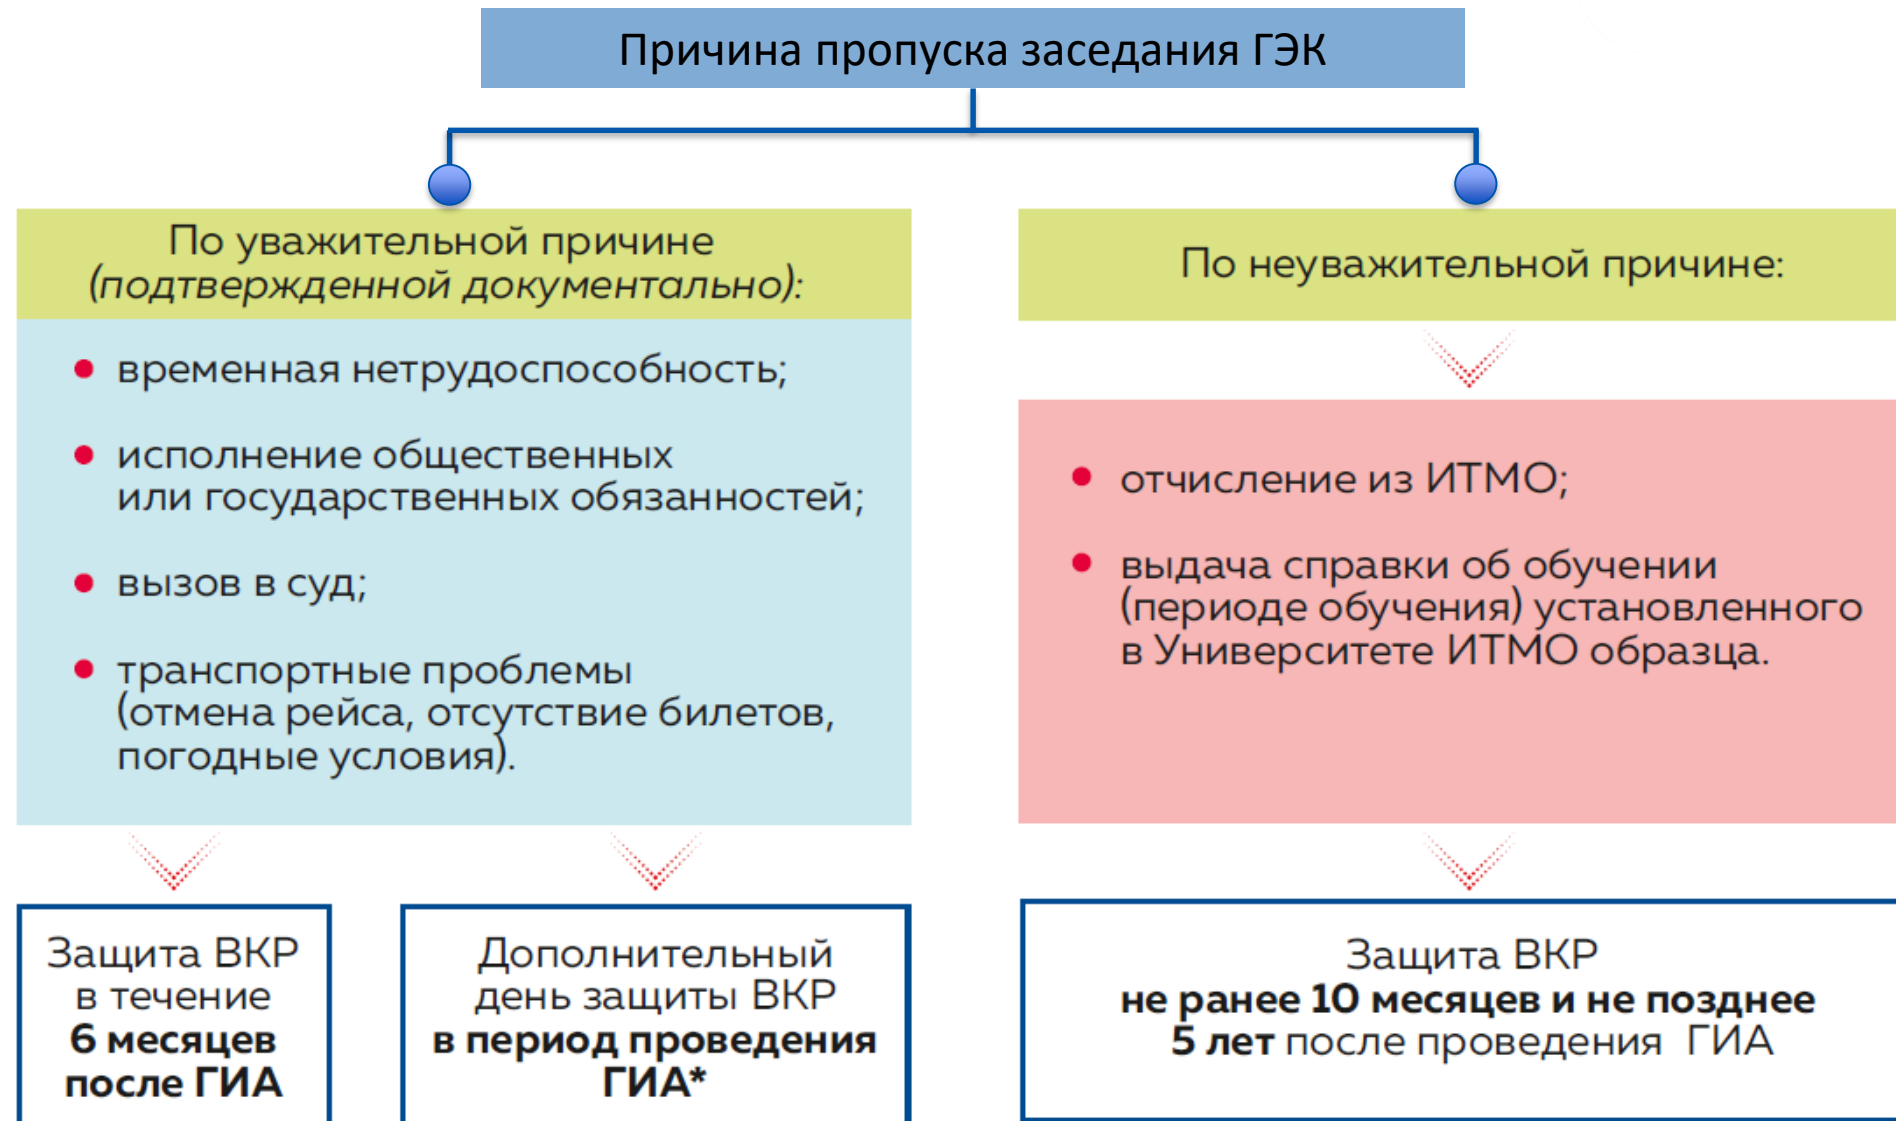 Причина пропуска заседания ГЭК
По уважительной причине
(подтвержденной документально):
• временная нетрудоспособность;
• исполнение общественных
или государственных обязанностей;
• вызов в суд;
• транспортные проблемы
(отмена рейса, отсутствие билетов,
погодные условия).
Защита ВКР
в течение
6 месяцев
после ГИА
Дополнительный
день защиты ВКР
в период проведения
ГИА*
По неуважительной причине:
• отчисление из ИТМО;
• выдача справки об обучении
(периоде обучения) установленного
в Университете ИТМО образца.
Защита ВКР
не ранее 10 месяцев и не позднее
5 лет после проведения ГИА